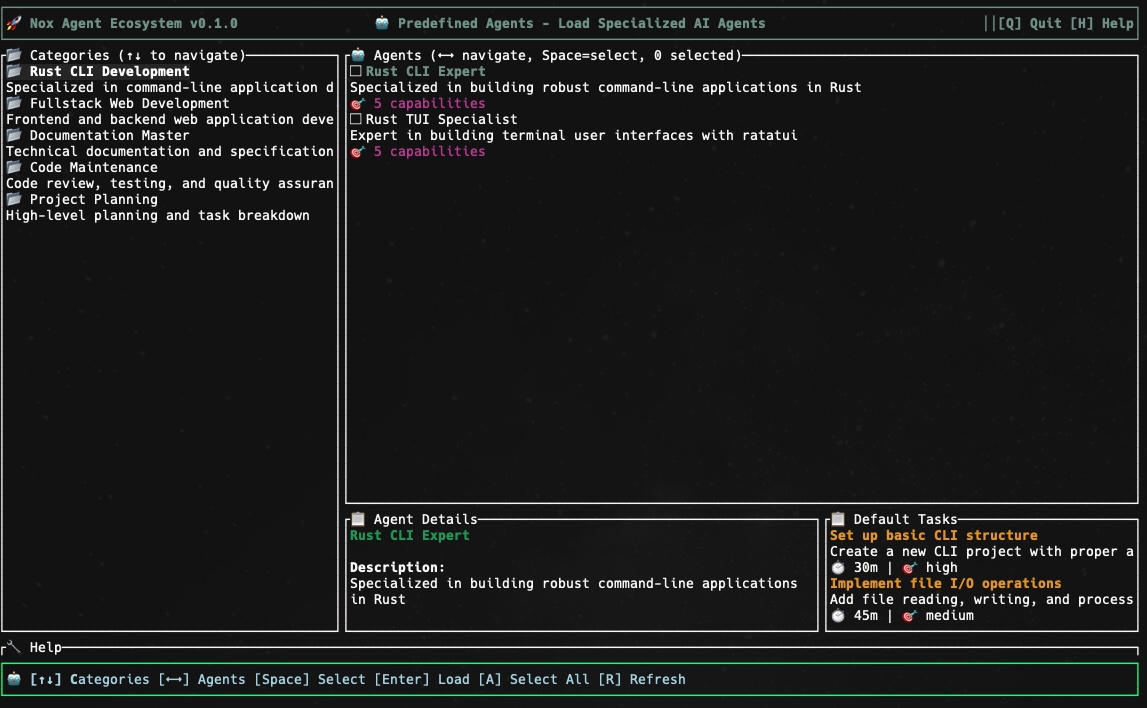 🚀 Nox Agent Ecosystem v0.1.0
🤖 Predefined Agents - Load Specialized AI Agents
||[Q] Quit [H] Help
📁 Categories (↑↓ to navigate)
📁 Rust CLI Development
Specialized in command-line application d
📁 Fullstack Web Development
Frontend and backend web application deve
📁 Documentation Master
Technical documentation and specification
📁 Code Maintenance
Code review, testing, and quality assuran
📁 Project Planning
High-level planning and task breakdown
🤖 Agents (←→ navigate, Space=select, 0 selected)
☐ Rust CLI Expert
Specialized in building robust command-line applications in Rust
🎯 5 capabilities
☐ Rust TUI Specialist
Expert in building terminal user interfaces with ratatui
🎯 5 capabilities
📋 Agent Details
Rust CLI Expert
Description:
Specialized in building robust command-line applications
in Rust
📋 Default Tasks
Set up basic CLI structure
Create a new CLI project with proper a
⏱ 30m | 🎯 high
Implement file I/O operations
Add file reading, writing, and process
⏱ 45m | 🎯 medium
🔧 Help
🤖 [↑↓] Categories [←→] Agents [Space] Select [Enter] Load [A] Select All [R] Refresh